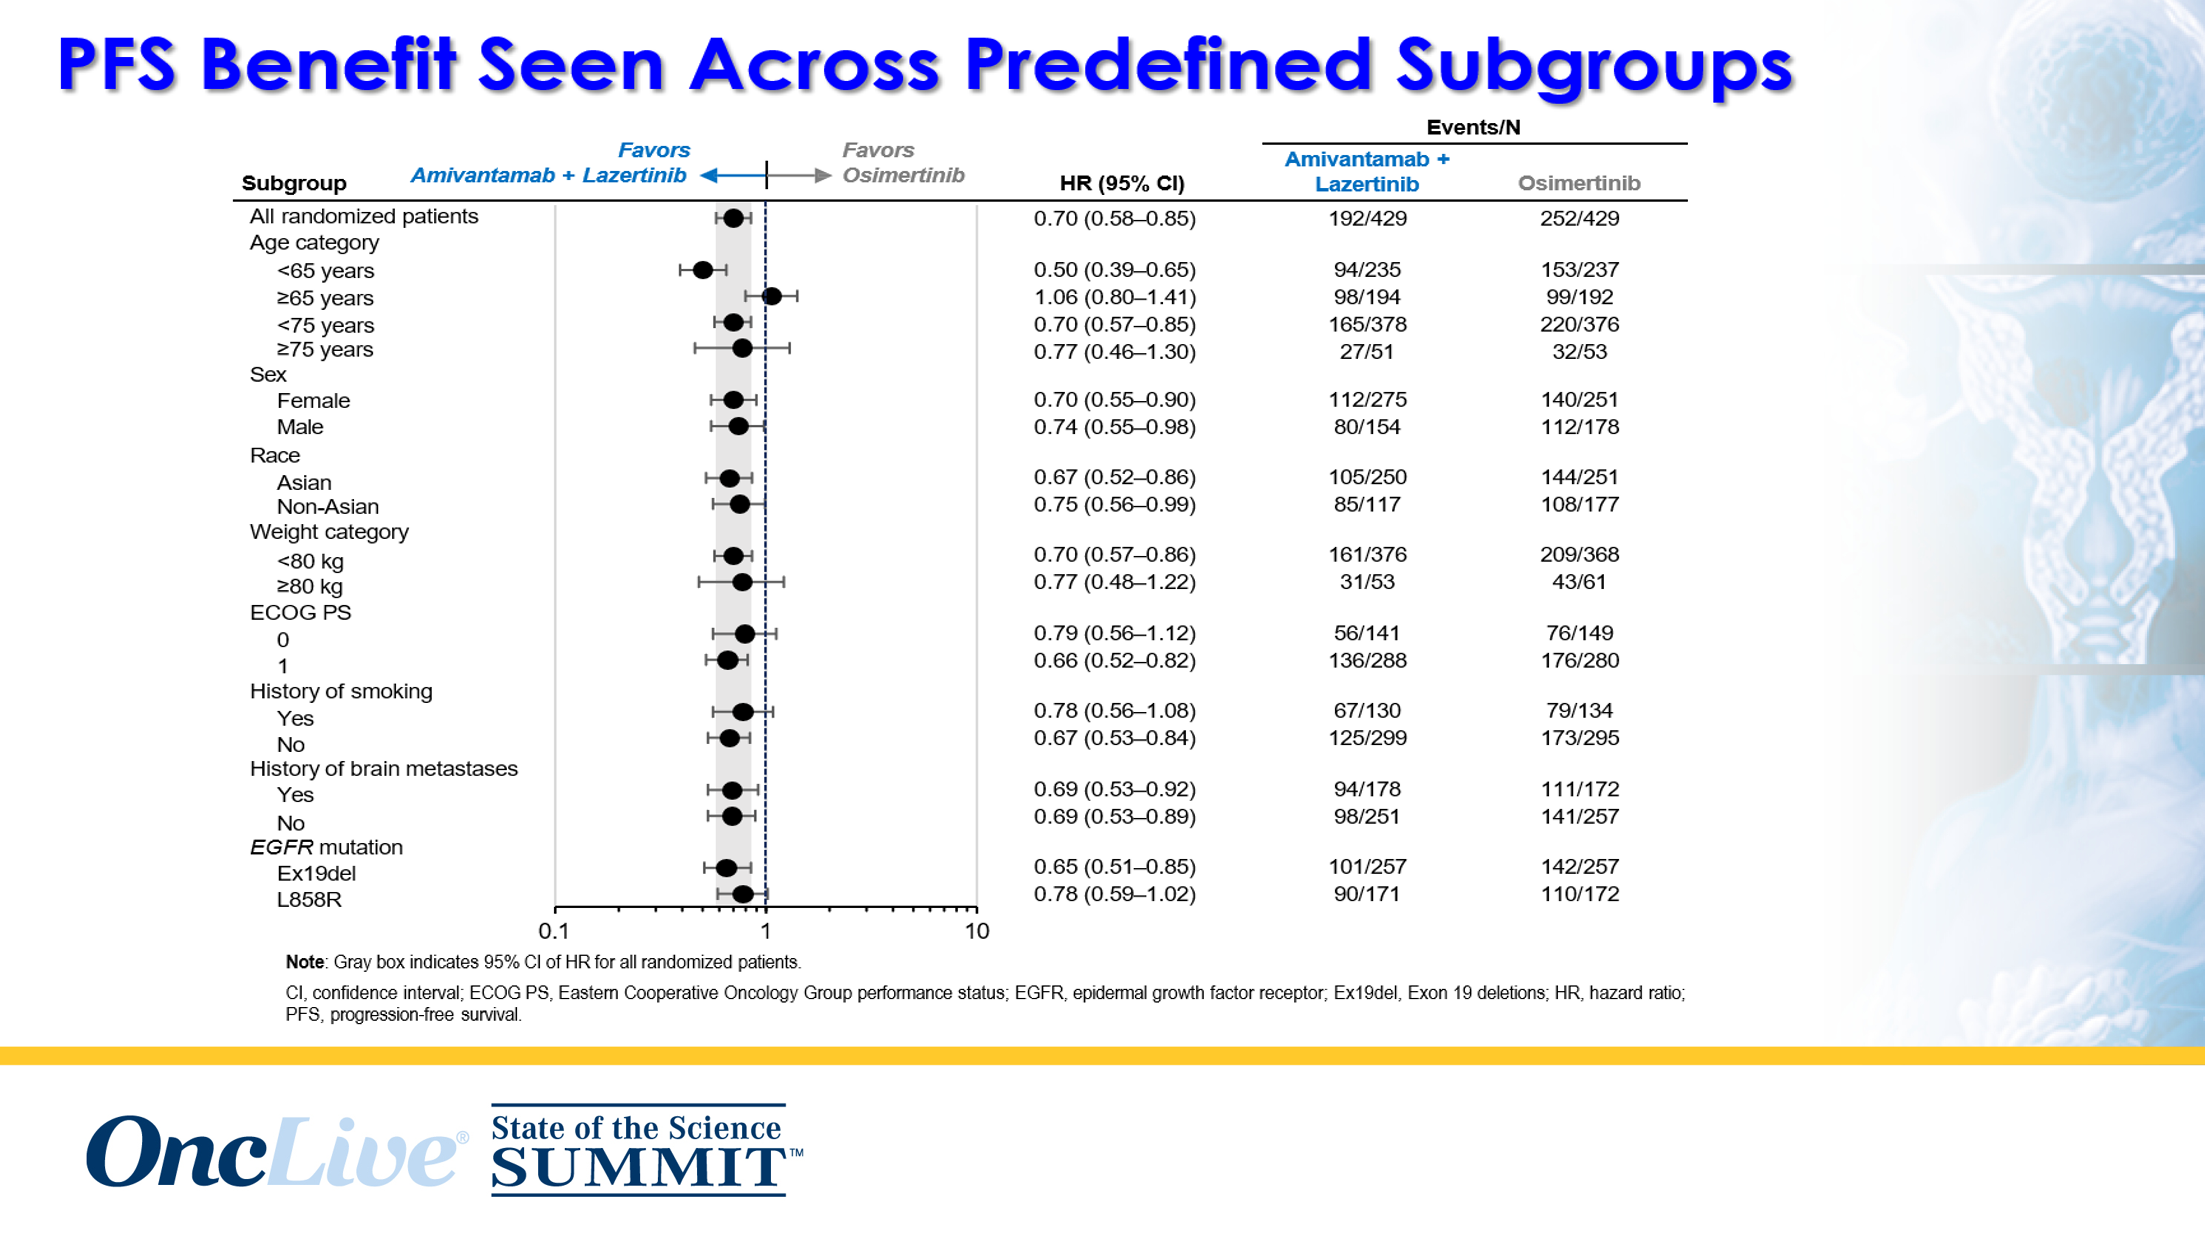 PFS Benefit Seen Across Predefined Subgroups
Events/N
Favors
Amivantamab + Lazertinib
Favors
Osimertinib
Subgroup
HR (95% CI)
Amivantamab +
Lazertinib
Osimertinib
All randomized patients 0.70 (0.58–0.85) 192/429 252/429
Age category
<65 years 0.50 (0.39–0.65) 94/235 153/237
≥65 years 1.06 (0.80–1.41) 98/194 99/192
<75 years 0.70 (0.57–0.85) 165/378 220/376
≥75 years 0.77 (0.46–1.30) 27/51 32/53
Sex
Female 0.70 (0.55–0.90) 112/275 140/251
Male 0.74 (0.55–0.98) 80/154 112/178
Race
Asian 0.67 (0.52–0.86) 105/250 144/251
Non-Asian 0.75 (0.56–0.99) 85/117 108/177
Weight category
<80 kg 0.70 (0.57–0.86) 161/376 209/368
≥80 kg 0.77 (0.48–1.22) 31/53 43/61
ECOG PS
0 0.79 (0.56–1.12) 56/141 76/149
1 0.66 (0.52–0.82) 136/288 176/280
History of smoking
Yes 0.78 (0.56–1.08) 67/130 79/134
No 0.67 (0.53–0.84) 125/299 173/295
History of brain metastases
Yes 0.69 (0.53–0.92) 94/178 111/172
No 0.69 (0.53–0.89) 98/251 141/257
EGFR mutation
Ex19del 0.65 (0.51–0.85) 101/257 142/257
L858R 0.78 (0.59–1.02) 90/171 110/172
0.1 1 10
Note: Gray box indicates 95% CI of HR for all randomized patients.
CI, confidence interval; ECOG PS, Eastern Cooperative Oncology Group performance status; EGFR, epidermal growth factor receptor; Ex19del, Exon 19 deletions; HR, hazard ratio;
PFS, progression-free survival.
OncLive®
State of the Science
SUMMIT™